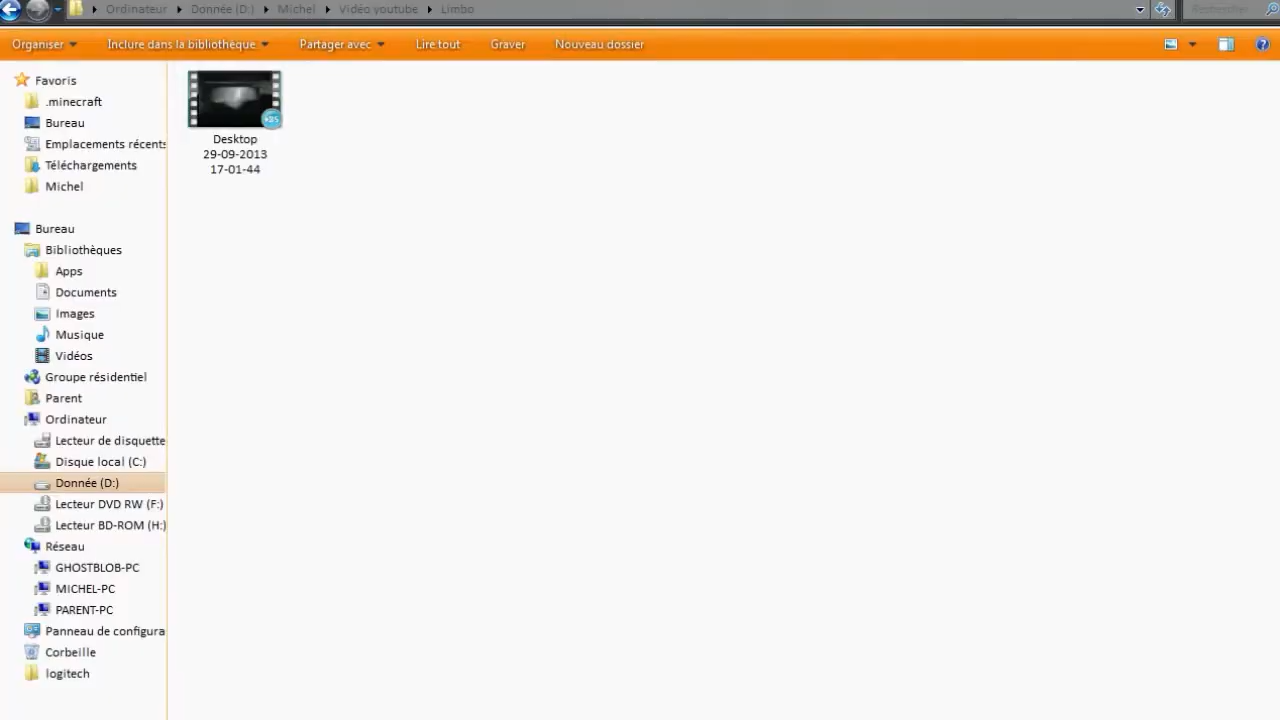 Ordinateur Donnée (D:) Michel Vidéo youtube Limbo Rechercher
Organiser Inclure dans la bibliothèque Partager avec Lire tout Graver Nouveau dossier
Favoris
.minecraft
Bureau
Emplacements récents
Téléchargements
Michel
Bureau
Bibliothèques
Apps
Documents
Images
Musique
Vidéos
Groupe résidentiel
Parent
Ordinateur
Lecteur de disquette
Disque local (C:)
Donnée (D:)
Lecteur DVD RW (F:)
Lecteur BD-ROM (H:)
Réseau
GHOSTBLOB-PC
MICHEL-PC
PARENT-PC
Panneau de configura
Corbeille
logitech
Desktop
29-09-2013
17-01-44